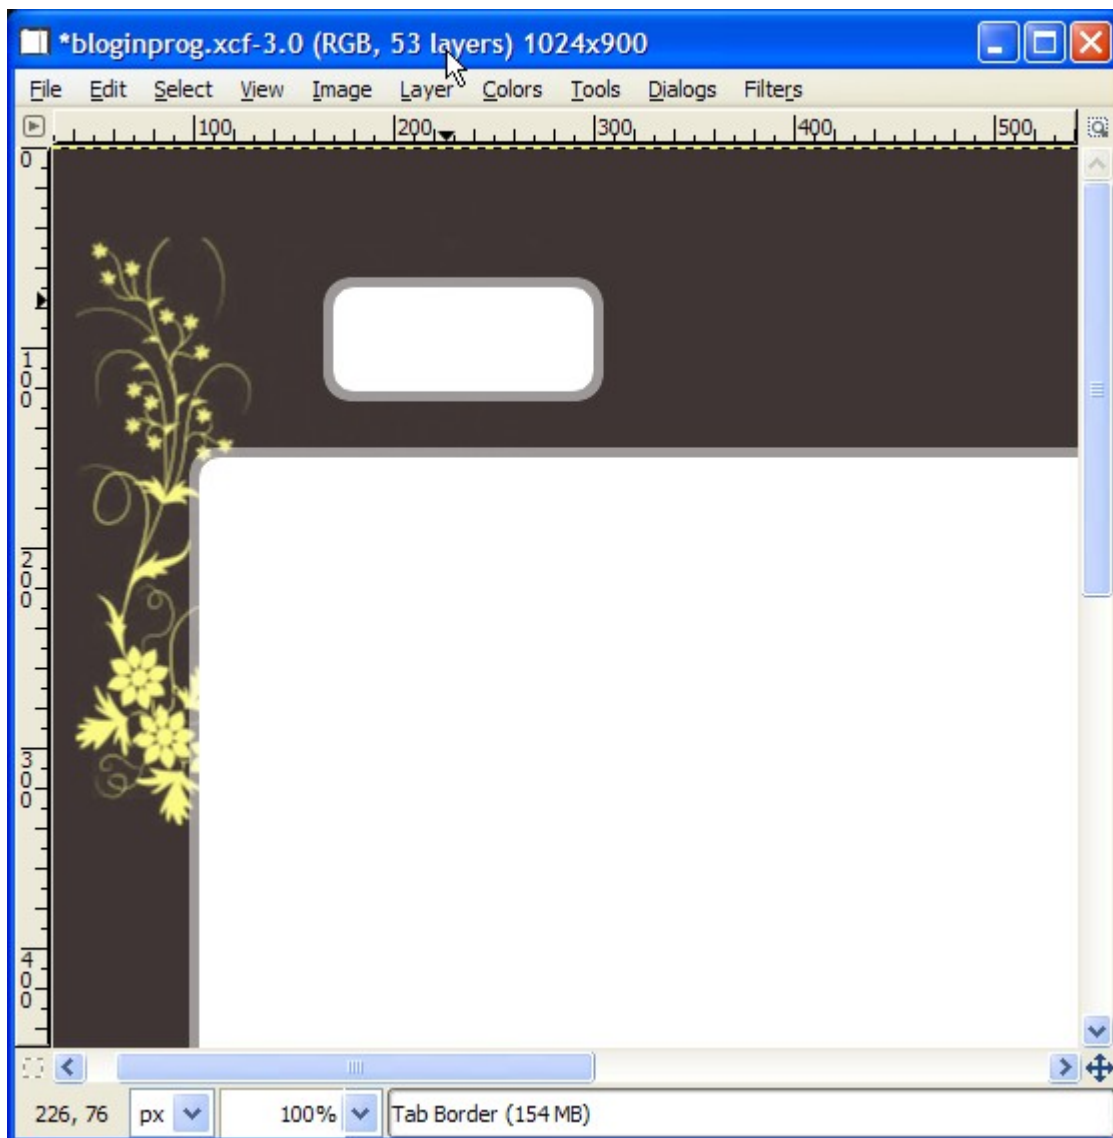 *bloginprog.xcf-3.0 (RGB, 53 layers) 1024x900
File Edit Select View Image Layer Colors Tools Dialogs Filters
100 200 300 400 500
0
100
200
300
400
226, 76 px 100% Tab Border (154 MB)